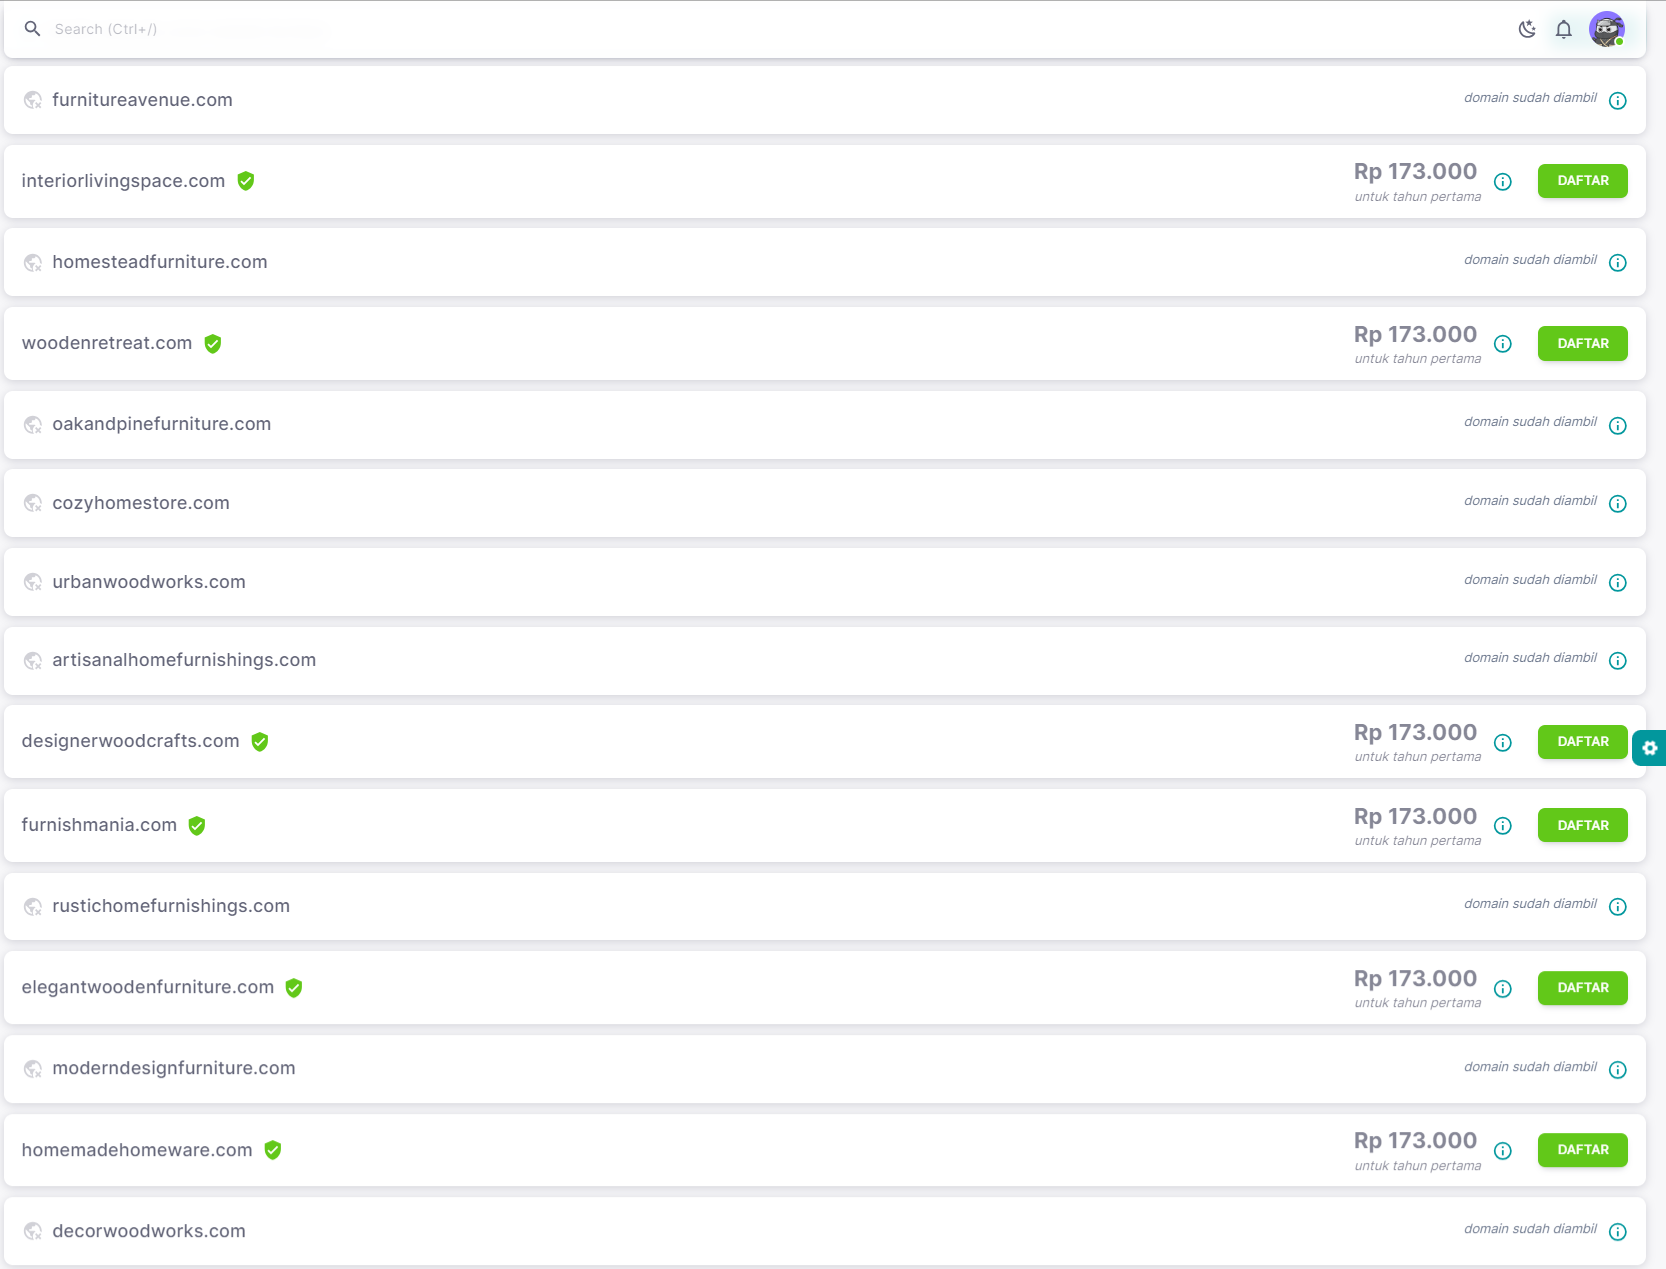 Search (Ctrl+/)
furnitureavenue.com
domain sudah diambil
interiorlivingspace.com
Rp 173.000
untuk tahun pertama
DAFTAR
homesteadfurniture.com
domain sudah diambil
woodenretreat.com
Rp 173.000
untuk tahun pertama
DAFTAR
oakandpinefurniture.com
domain sudah diambil
cozyhomestore.com
domain sudah diambil
urbanwoodworks.com
domain sudah diambil
artisanalhomefurnishings.com
domain sudah diambil
designerwoodcrafts.com
Rp 173.000
untuk tahun pertama
DAFTAR
furnishmania.com
Rp 173.000
untuk tahun pertama
DAFTAR
rustichomefurnishings.com
domain sudah diambil
elegantwoodenfurniture.com
Rp 173.000
untuk tahun pertama
DAFTAR
moderndesignfurniture.com
domain sudah diambil
homemadehomeware.com
Rp 173.000
untuk tahun pertama
DAFTAR
decorwoodworks.com
domain sudah diambil